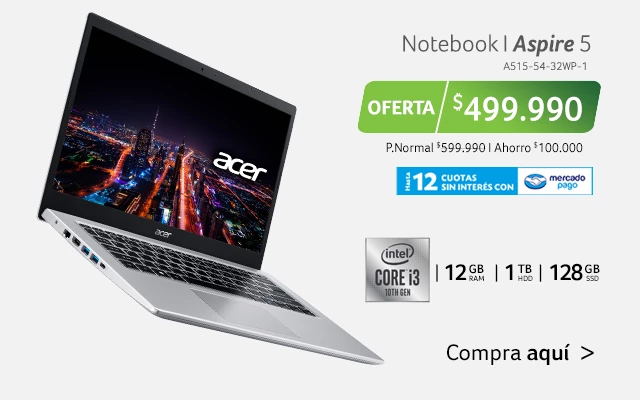 Notebook | Aspire 5
A515-54-32WP-1
OFERTA / $499.990
P.Normal $599.990 | Ahorro $100.000
Hasta 12 CUOTAS SIN INTERÉS CON mercado pago
acer
acer
intel CORE i3 10TH GEN | 12 GB RAM | 1 TB HDD | 128 GB SSD
Compra aquí >